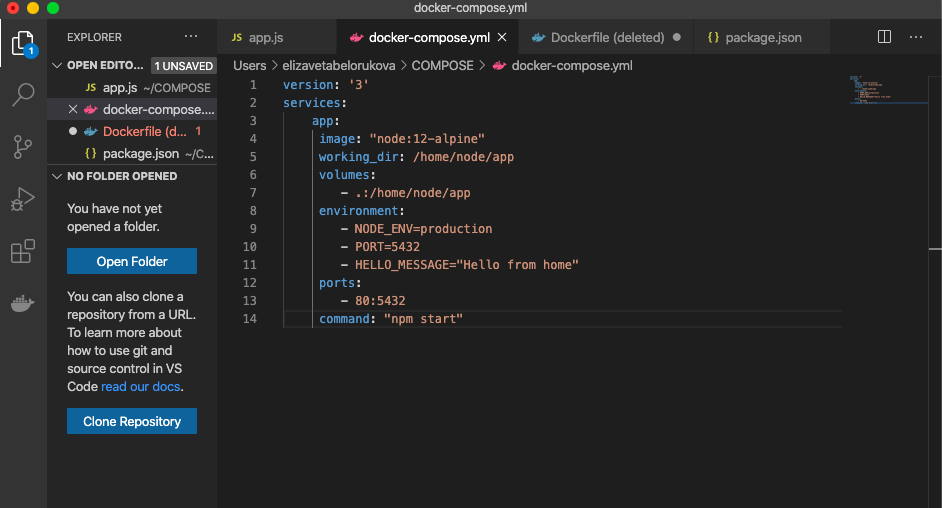 docker-compose.yml
EXPLORER ···
JS app.js
docker-compose.yml ×
Dockerfile (deleted) ●
{} package.json
···
1
OPEN EDITO... 1 UNSAVED
JS app.js ~/COMPOSE
× docker-compose....
● Dockerfile (d... 1
{} package.json ~/C...
NO FOLDER OPENED
You have not yet
opened a folder.
Open Folder
You can also clone a
repository from a URL.
To learn more about
how to use git and
source control in VS
Code read our docs.
Clone Repository
Users > elizavetabelorukova > COMPOSE > docker-compose.yml
1 version: '3'
2 services:
3 app:
4 image: "node:12-alpine"
5 working_dir: /home/node/app
6 volumes:
7 - .:/home/node/app
8 environment:
9 - NODE_ENV=production
10 - PORT=5432
11 - HELLO_MESSAGE="Hello from home"
12 ports:
13 - 80:5432
14 command: "npm start"